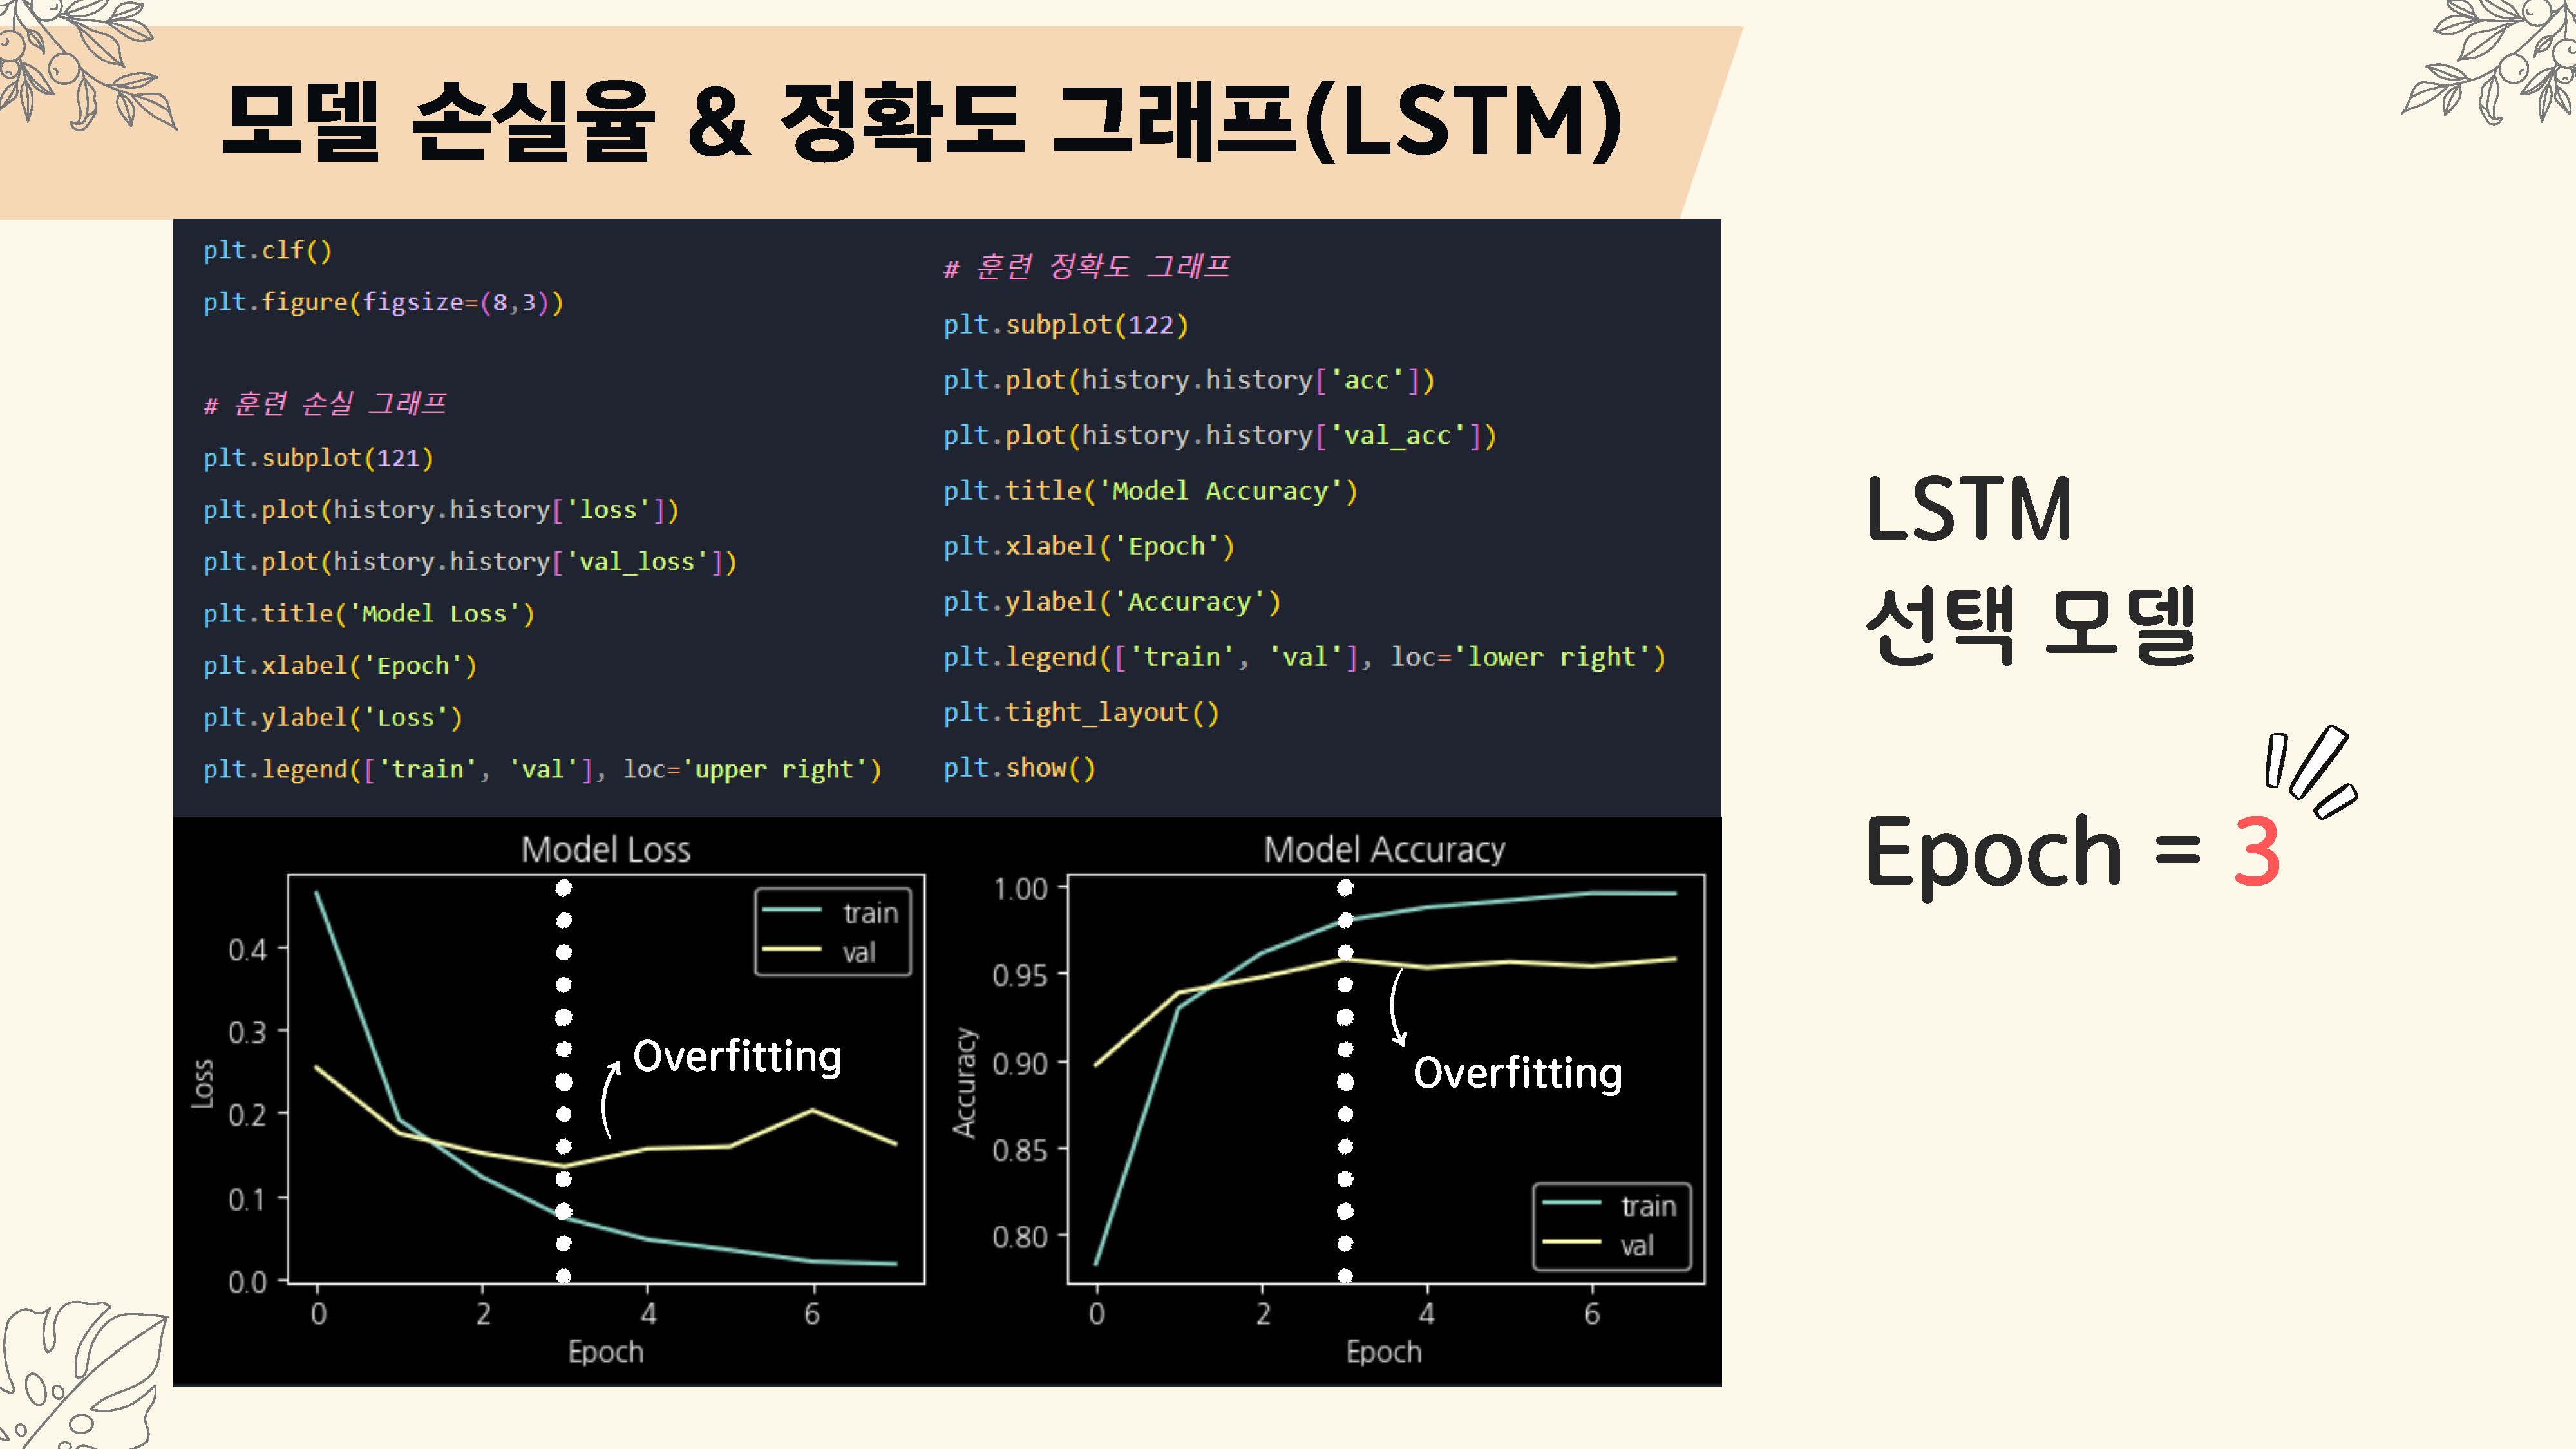 모델 손실율 & 정확도 그래프(LSTM)
plt.clf()
plt.figure(figsize=(8,3))
# 훈련 손실 그래프
plt.subplot(121)
plt.plot(history.history['loss'])
plt.plot(history.history['val_loss'])
plt.title('Model Loss')
plt.xlabel('Epoch')
plt.ylabel('Loss')
plt.legend(['train', 'val'], loc='upper right')
# 훈련 정확도 그래프
plt.subplot(122)
plt.plot(history.history['acc'])
plt.plot(history.history['val_acc'])
plt.title('Model Accuracy')
plt.xlabel('Epoch')
plt.ylabel('Accuracy')
plt.legend(['train', 'val'], loc='lower right')
plt.tight_layout()
plt.show()
Model Loss
train
val
Overfitting
Loss
0.4
0.3
0.2
0.1
0.0
0 2 4 6
Epoch
Model Accuracy
Overfitting
train
val
Accuracy
1.00
0.95
0.90
0.85
0.80
0 2 4 6
Epoch
LSTM
선택 모델
Epoch = 3